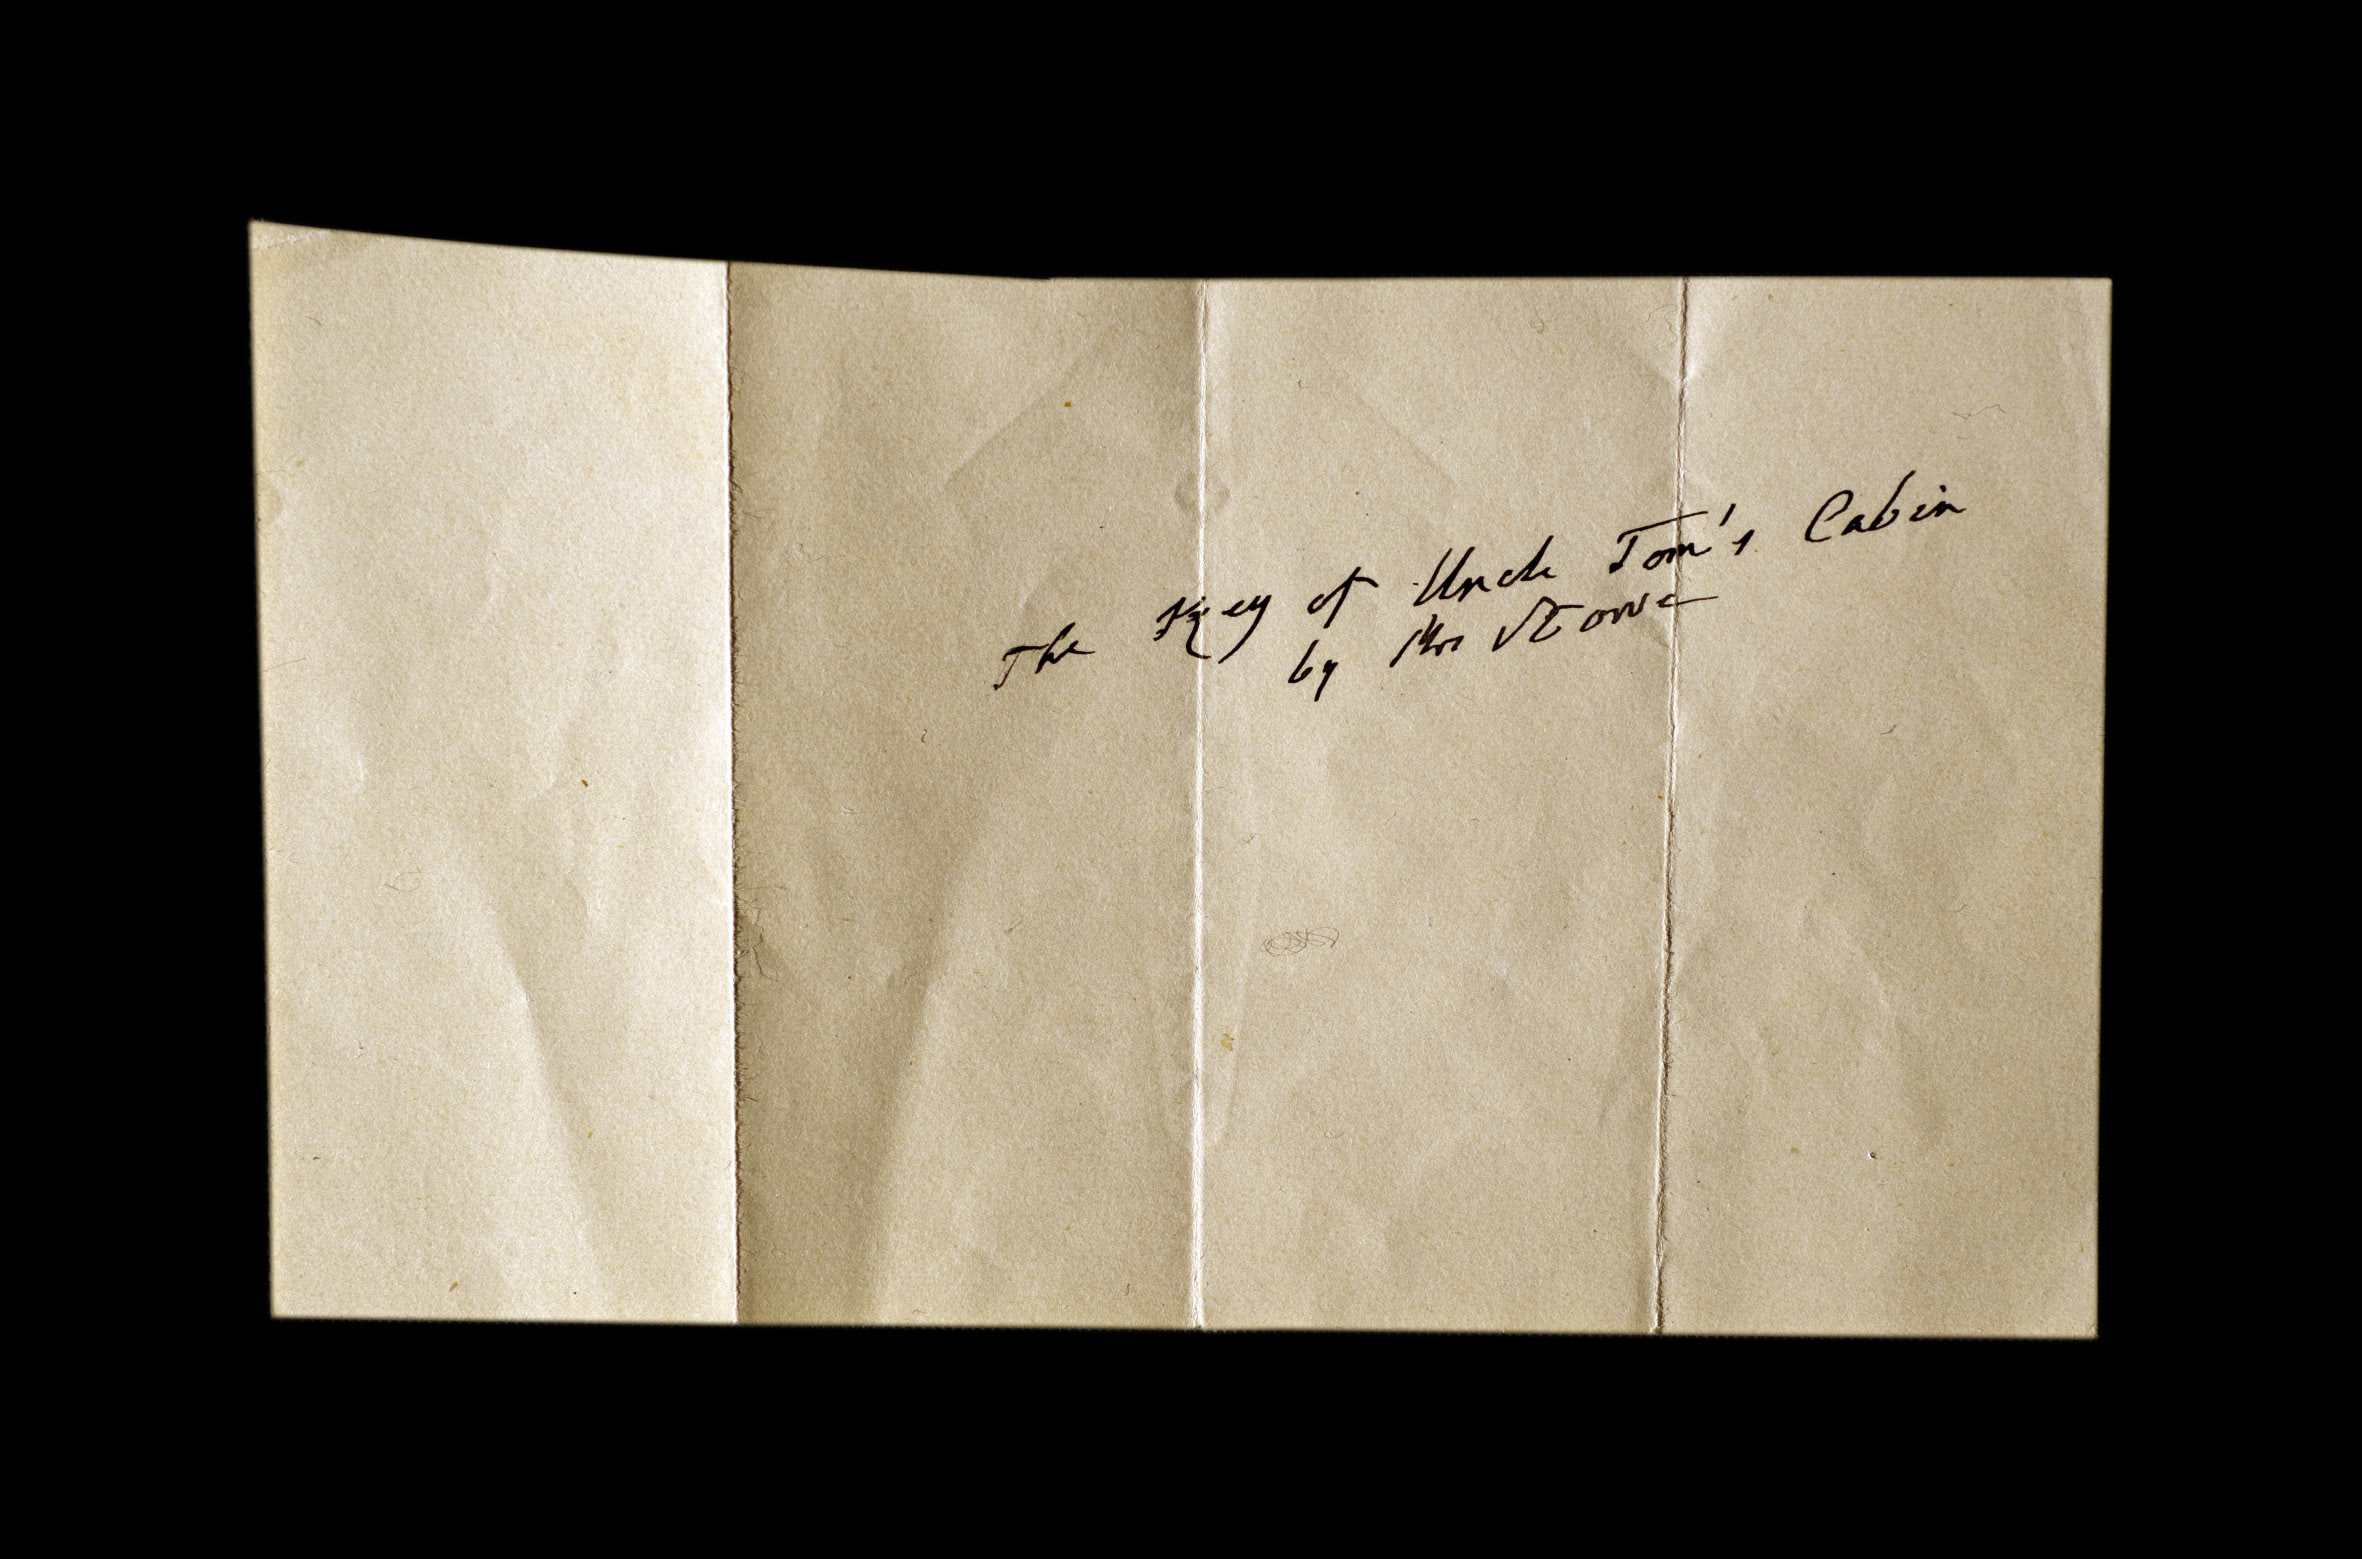 The Key of Uncle Tom's Cabin
by Mrs Stowe